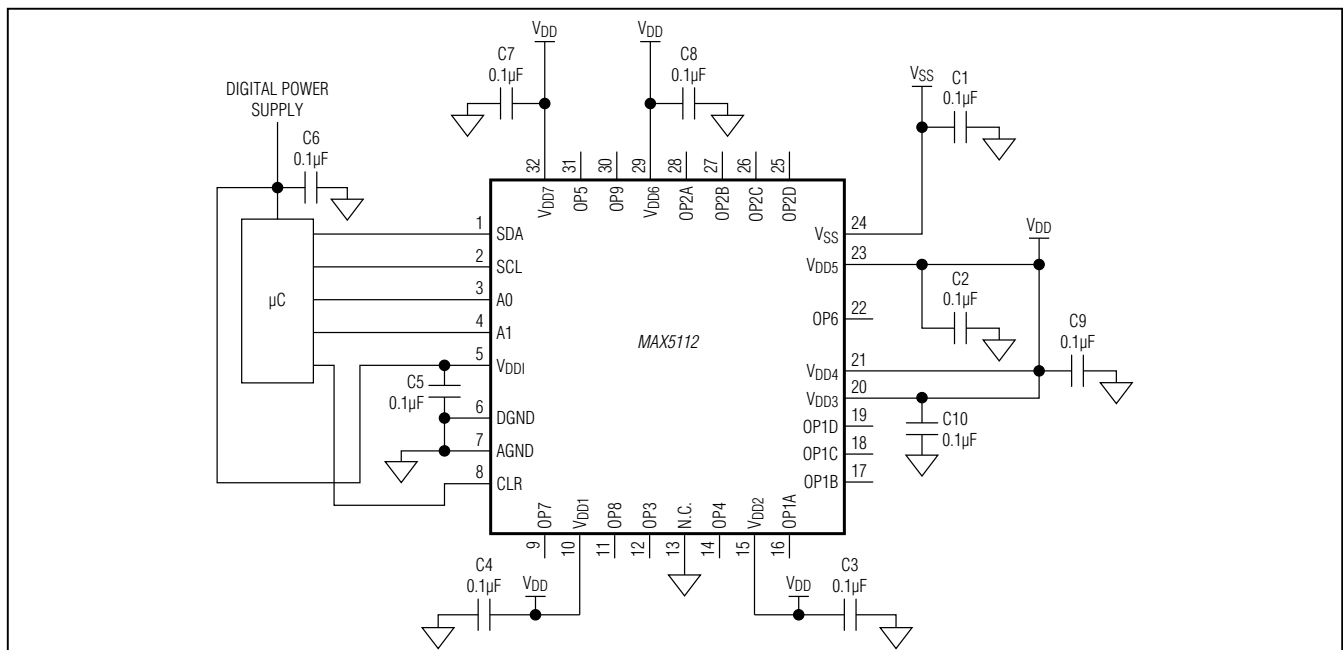 VDD
VDD
C7
0.1µF
C8
0.1µF
VSS
C1
0.1µF
DIGITAL POWER
SUPPLY
C6
0.1µF
32
31
30
29
28
27
26
25
VDD7
OP5
OP9
VDD6
OP2A
OP2B
OP2C
OP2D
µC
1
SDA
2
SCL
3
A0
4
A1
5
VDDI
6
DGND
7
AGND
8
CLR
C5
0.1µF
MAX5112
VSS
24
VDD5
23
OP6
22
VDD4
21
VDD3
20
OP1D
19
OP1C
18
OP1B
17
VDD
C2
0.1µF
C9
0.1µF
C10
0.1µF
OP7
VDD1
OP8
OP3
N.C.
OP4
VDD2
OP1A
9
10
11
12
13
14
15
16
C4
0.1µF
VDD
VDD
C3
0.1µF